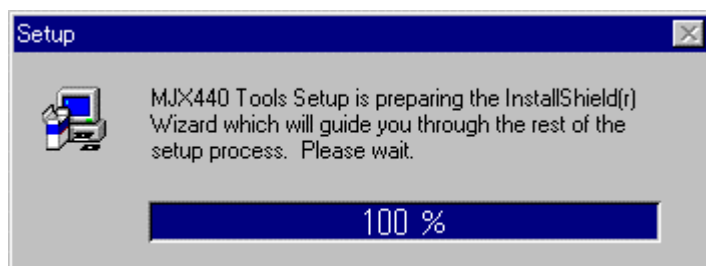 Setup
MJX440 Tools Setup is preparing the InstallShield(r)
Wizard which will guide you through the rest of the
setup process.  Please wait.
100 %